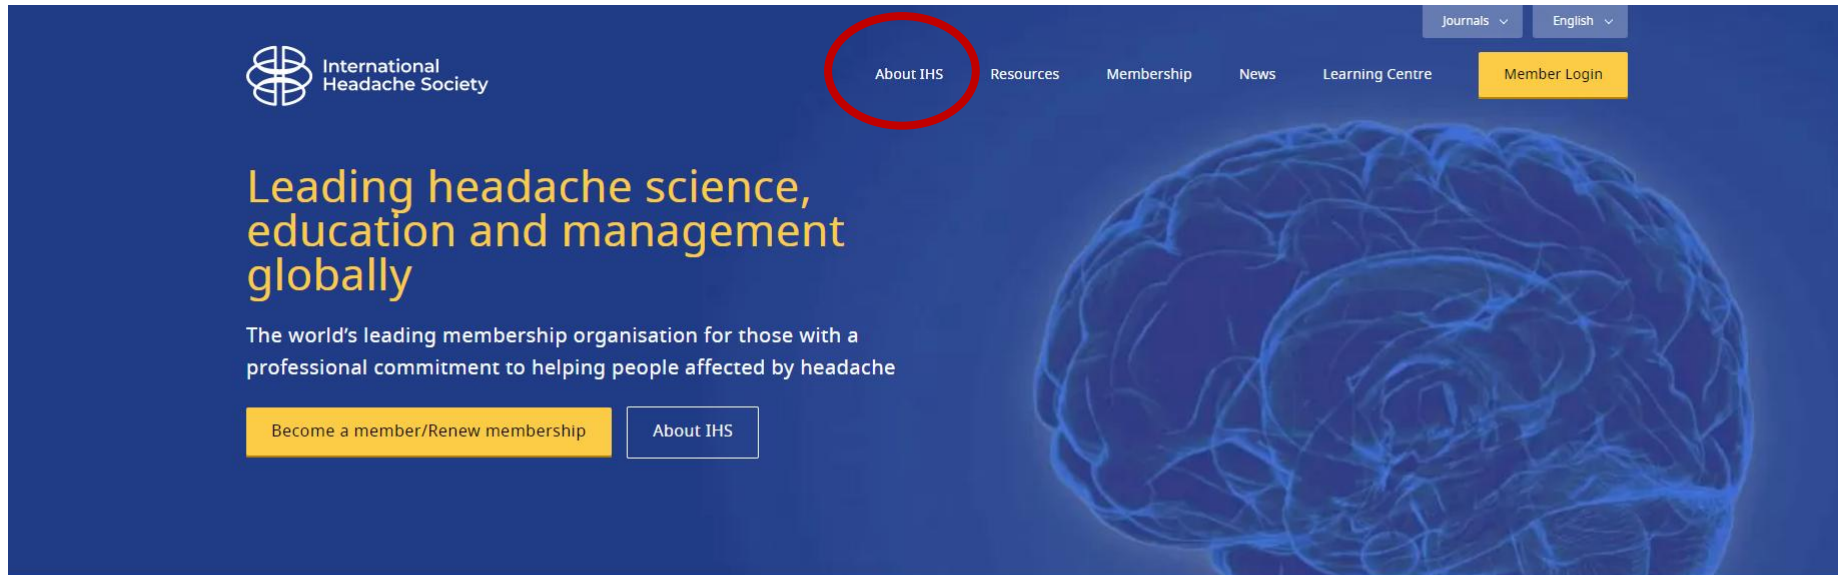 Journals
English
International
Headache Society
About IHS
Resources
Membership
News
Learning Centre
Member Login
Leading headache science,
education and management
globally
The world’s leading membership organisation for those with a
professional commitment to helping people affected by headache
Become a member/Renew membership
About IHS